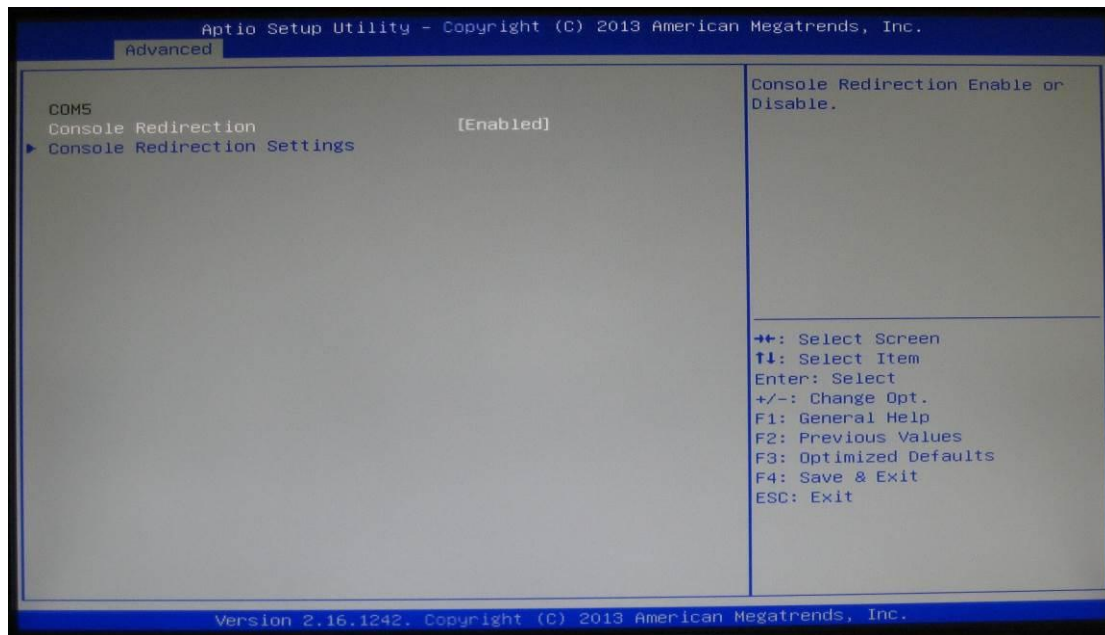 Aptio Setup Utility – Copyright (C) 2013 American Megatrends, Inc.
Advanced
COM5
Console Redirection [Enabled]
► Console Redirection Settings
Console Redirection Enable or
Disable.
→←: Select Screen
↑↓: Select Item
Enter: Select
+/-: Change Opt.
F1: General Help
F2: Previous Values
F3: Optimized Defaults
F4: Save & Exit
ESC: Exit
Version 2.16.1242. Copyright (C) 2013 American Megatrends, Inc.